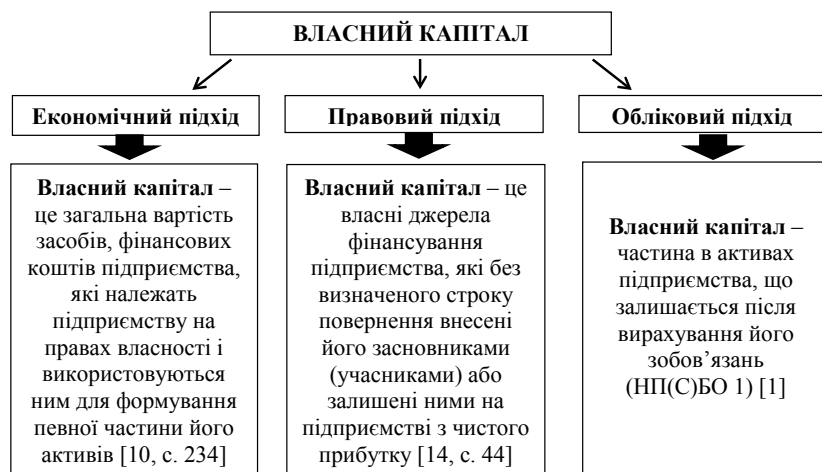 ВЛАСНИЙ КАПІТАЛ
Економічний підхід
Правовий підхід
Обліковий підхід
Власний капітал –
це загальна вартість
засобів, фінансових
коштів підприємства,
які належать
підприємству на
правах власності і
використовуються
ним для формування
певної частини його
активів [10, с. 234]
Власний капітал – це
власні джерела
фінансування
підприємства, які без
визначеного строку
повернення внесені
його засновниками
(учасниками) або
залишені ними на
підприємстві з чистого
прибутку [14, с. 44]
Власний капітал –
частина в активах
підприємства, що
залишається після
вирахування його
зобов’язань
(НП(С)БО 1) [1]